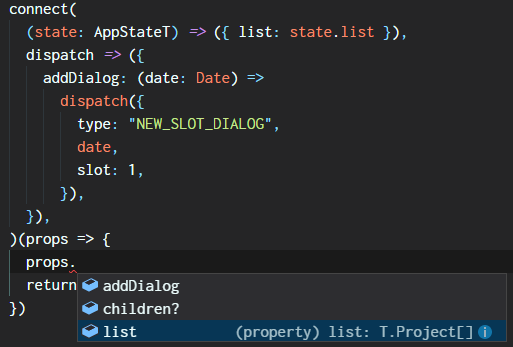 connect(
  (state: AppStateT) => ({ list: state.list }),
  dispatch => ({
    addDialog: (date: Date) =>
      dispatch({
        type: "NEW_SLOT_DIALOG",
        date,
        slot: 1,
      }),
  }),
)(props => {
  props.
  return
})
addDialog
children?
list (property) list: T.Project[]